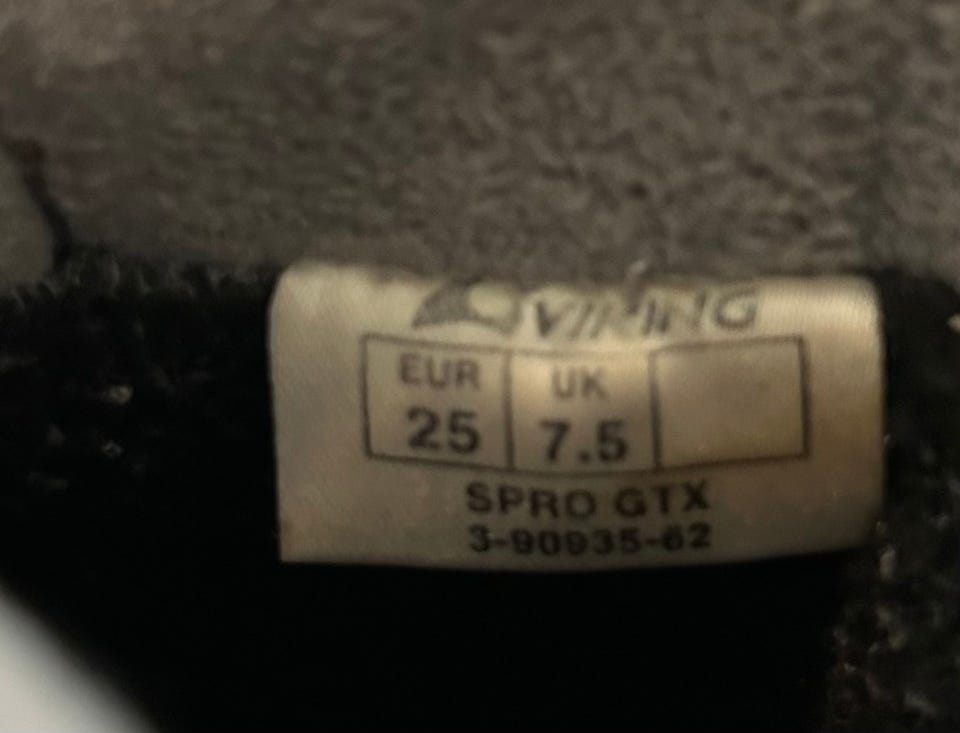 VIKING
EUR UK
25 7.5
SPRO GTX
3-90935-62